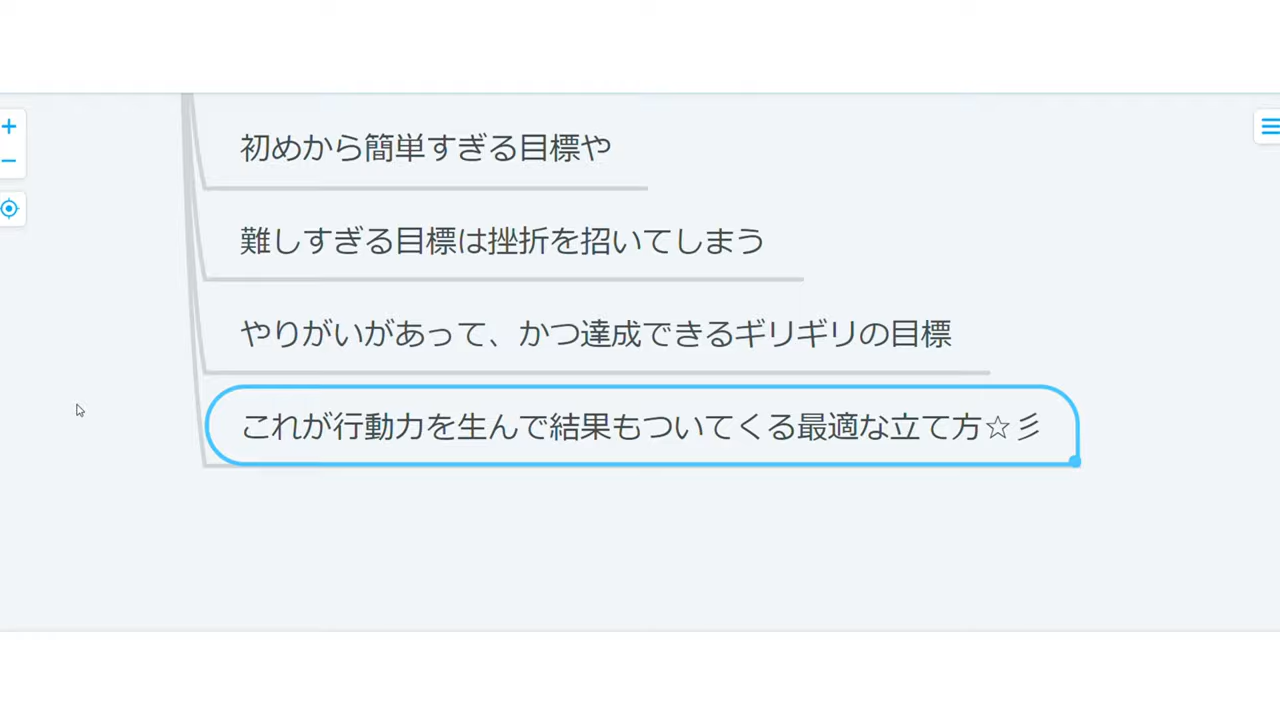 初めから簡単すぎる目標や
難しすぎる目標は挫折を招いてしまう
やりがいがあって、かつ達成できるギリギリの目標
これが行動力を生んで結果もついてくる最適な立て方☆彡